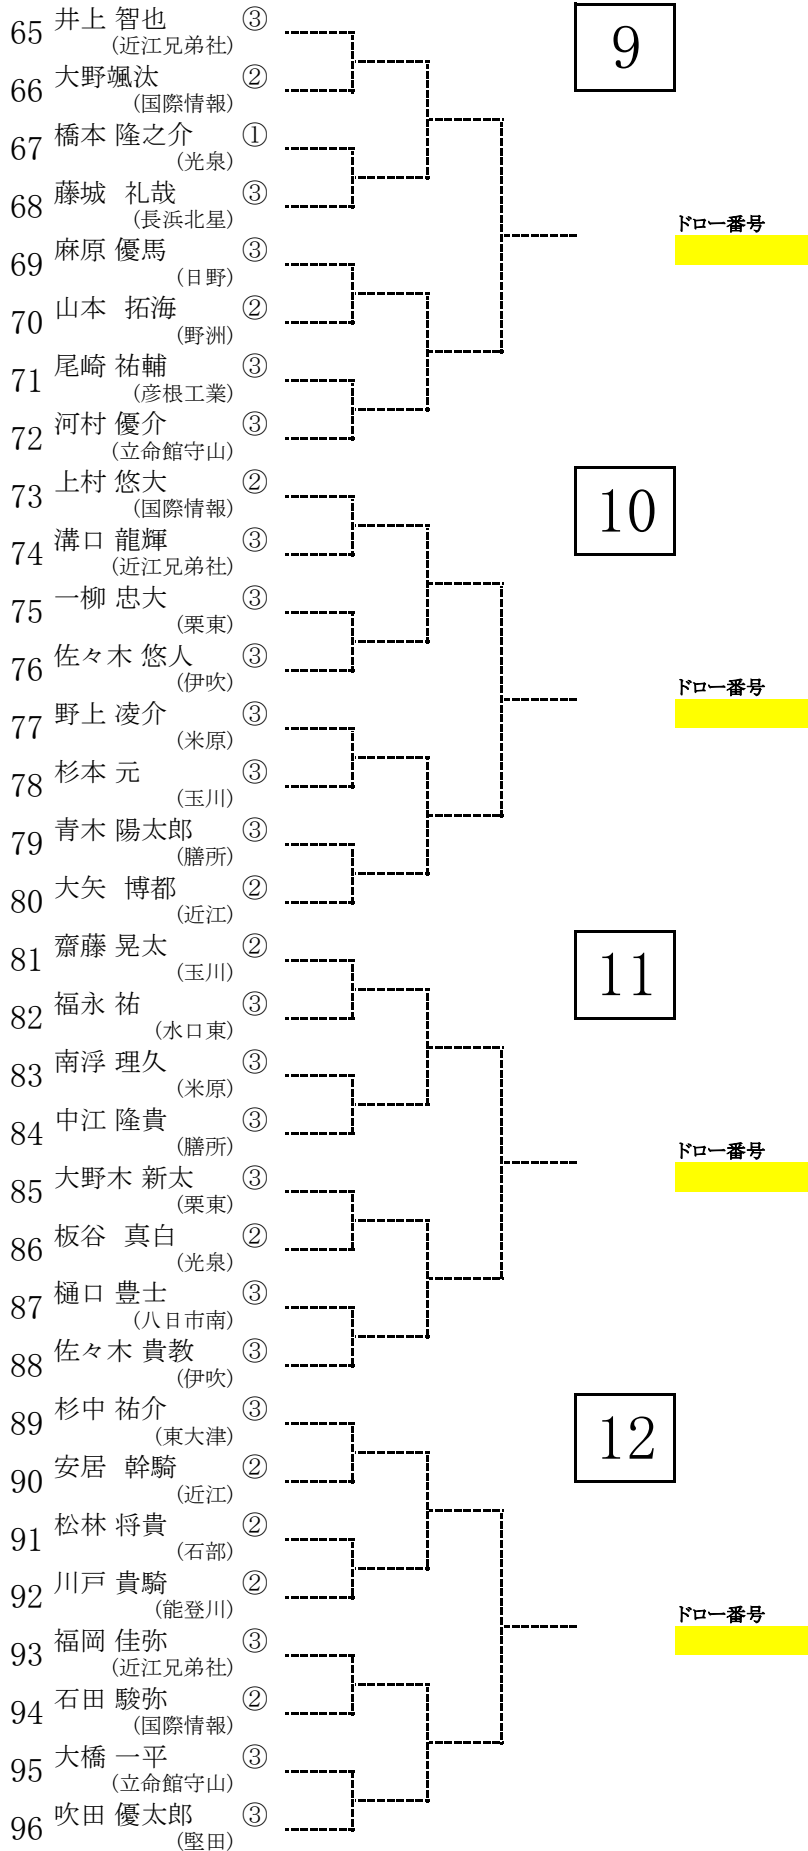 65 井上 智也 ③
(近江兄弟社)
9
66 大野颯汰 ②
(国際情報)
67 橋本 隆之介 ①
(光泉)
68 藤城 礼哉 ③
(長浜北星)
ドロー番号
69 麻原 優馬 ③
(日野)
70 山本 拓海 ②
(野洲)
71 尾崎 祐輔 ③
(彦根工業)
72 河村 優介 ③
(立命館守山)
73 上村 悠大 ②
(国際情報)
10
74 溝口 龍輝 ③
(近江兄弟社)
75 一柳 忠大 ③
(栗東)
76 佐々木 悠人 ③
(伊吹)
ドロー番号
77 野上 凌介 ③
(米原)
78 杉本 元 ③
(玉川)
79 青木 陽太郎 ③
(膳所)
80 大矢 博都 ②
(近江)
81 齋藤 晃太 ②
(玉川)
11
82 福永 祐 ③
(水口東)
83 南浮 理久 ③
(米原)
84 中江 隆貴 ③
(膳所)
ドロー番号
85 大野木 新太 ③
(栗東)
86 板谷 真白 ②
(光泉)
87 樋口 豊士 ③
(八日市南)
88 佐々木 貴教 ③
(伊吹)
89 杉中 祐介 ③
(東大津)
12
90 安居 幹騎 ②
(近江)
91 松林 将貴 ②
(石部)
92 川戸 貴騎 ②
(能登川)
ドロー番号
93 福岡 佳弥 ③
(近江兄弟社)
94 石田 駿弥 ②
(国際情報)
95 大橋 一平 ③
(立命館守山)
96 吹田 優太郎 ③
(堅田)